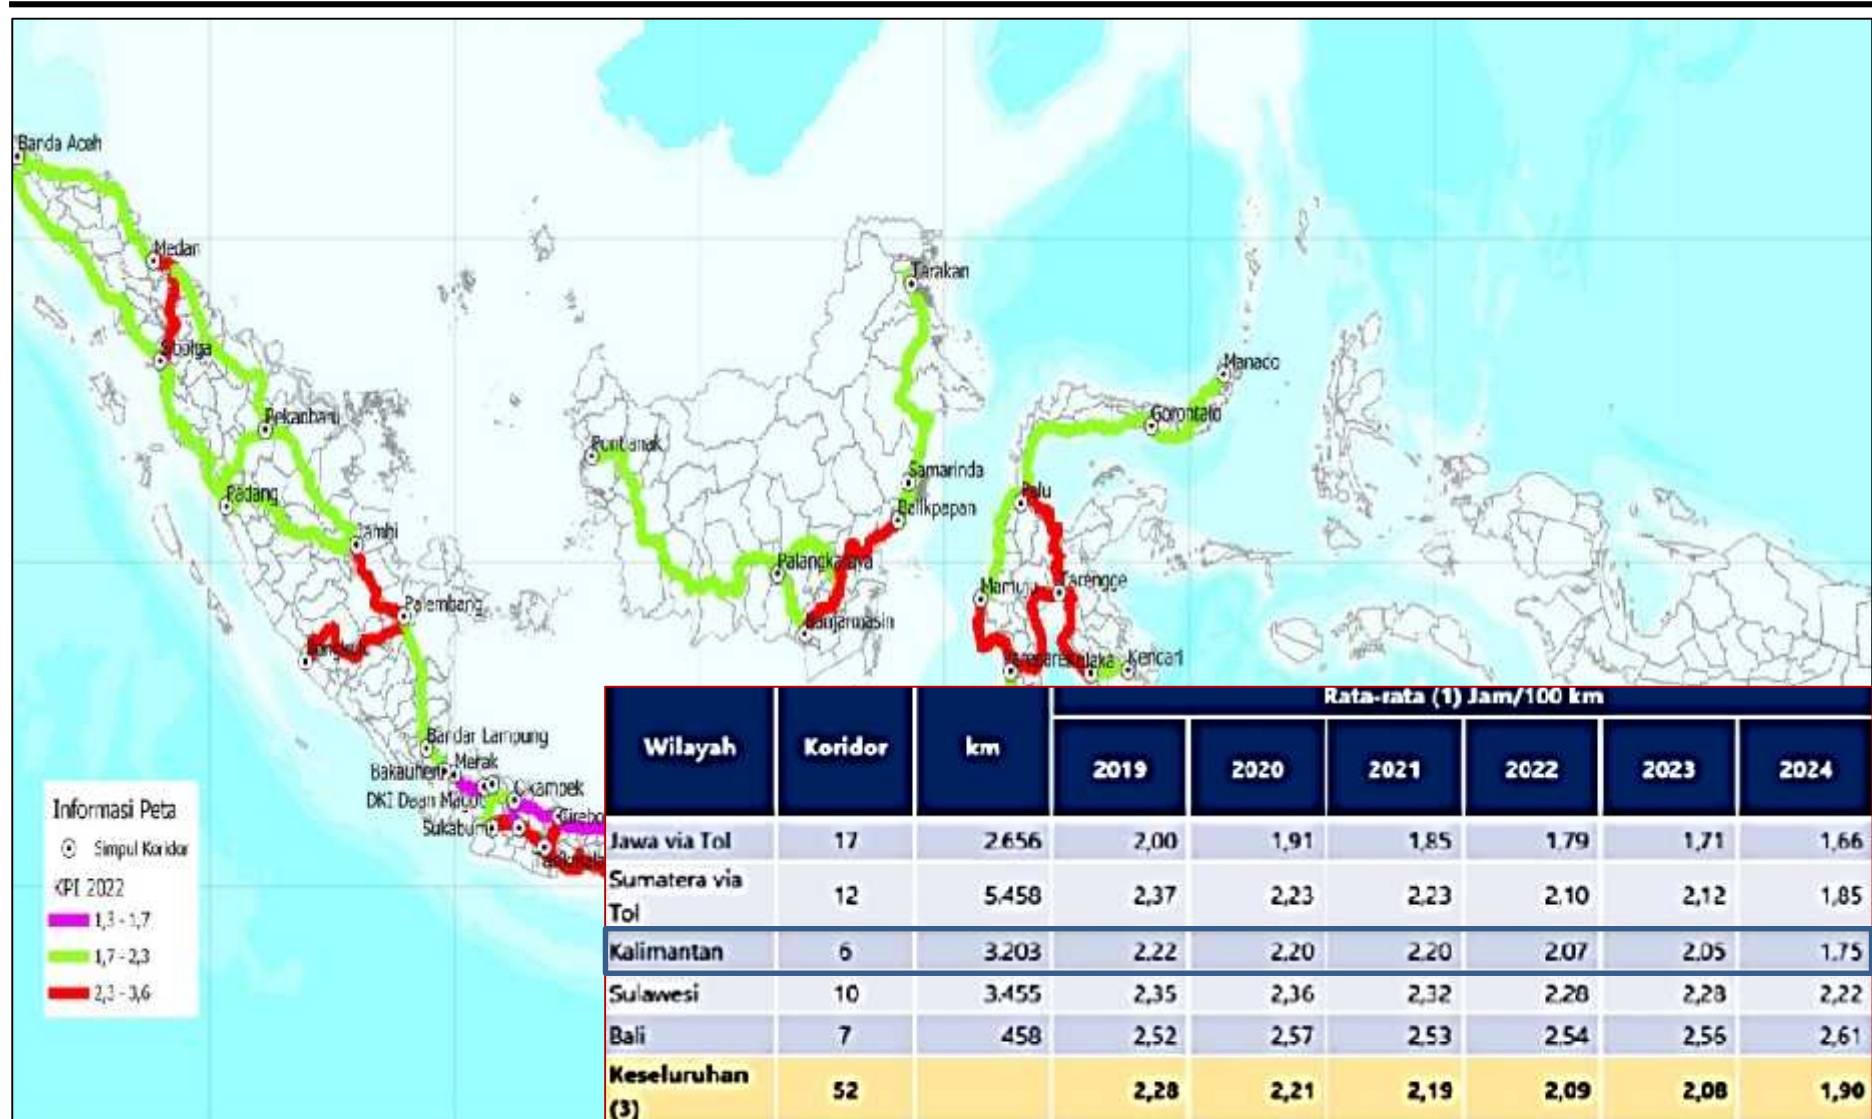 Banda Aceh
Medan
Tarakan
Sibolga
Manado
Pekanbaru
Gorontalo
Pontianak
Samarinda
Padang
Palu
Balikpapan
Jambi
Palangkaraya
Mamuju
Tarengge
Palembang
Banjarmasin
Kendari
Bandar Lampung
Bakauheni
Merak
DKI Daan Mogot
Cikampek
Sukabumi
Cirebo
Informasi Peta
Simpul Koridor
KPI 2022
1,3 - 1,7
1,7 - 2,3
2,3 - 3,6
Rata-rata (1) Jam/100 km
Wilayah Koridor km 2019 2020 2021 2022 2023 2024
Jawa via Tol 17 2.656 2,00 1,91 1,85 1,79 1,71 1,66
Sumatera via
Tol 12 5.458 2,37 2,23 2,23 2,10 2,12 1,85
Kalimantan 6 3.203 2,22 2,20 2,20 2,07 2,05 1,75
Sulawesi 10 3.455 2,35 2,36 2,32 2,28 2,28 2,22
Bali 7 458 2,52 2,57 2,53 2,54 2,56 2,61
Keseluruhan
(3) 52 2,28 2,21 2,19 2,09 2,08 1,90